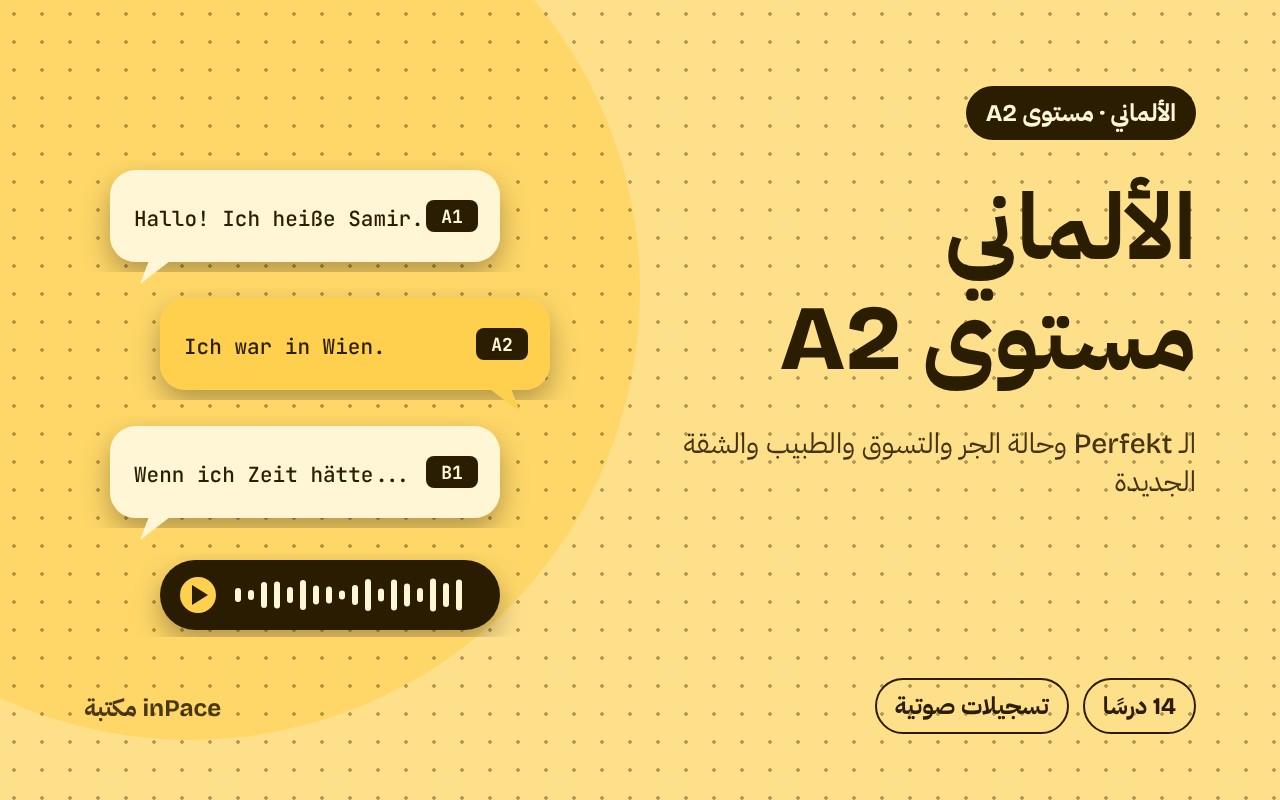 الألماني · مستوى A2
الألماني
مستوى A2
الـ Perfekt وحالة الجر والتسوق والطبيب والشقة
الجديدة
14 درسًا
تسجيلات صوتية
Hallo! Ich heiße Samir.
A1
Ich war in Wien.
A2
Wenn ich Zeit hätte...
B1
مكتبة inPace